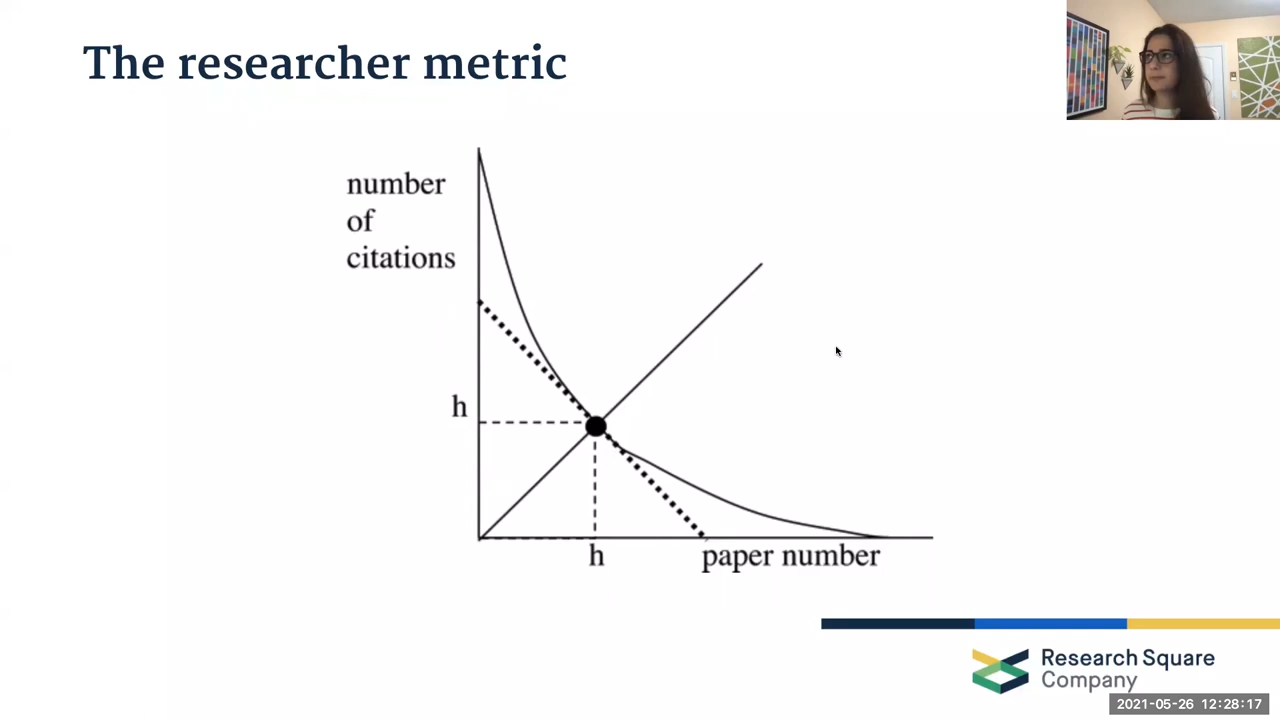 The researcher metric
number
of
citations
h
h
paper number
Research Square
Company
2021-05-26 12:28:17